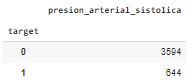 presion_arterial_sistolica
target
0 3594
1 644